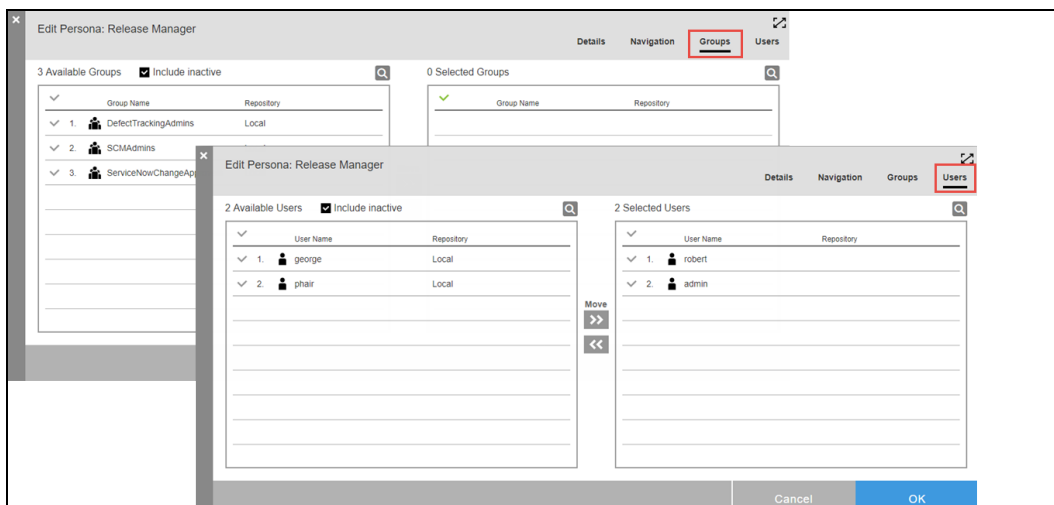 Edit Persona: Release Manager
Details Navigation Groups Users
3 Available Groups Include inactive
0 Selected Groups
Group Name Repository
Group Name Repository
1. DefectTrackingAdmins Local
2. SCMAdmins
3. ServiceNowChangeApp
Edit Persona: Release Manager
Details Navigation Groups Users
2 Available Users Include inactive
2 Selected Users
User Name Repository
User Name Repository
1. george Local
1. robert
2. phair Local
2. admin
Move
Cancel OK